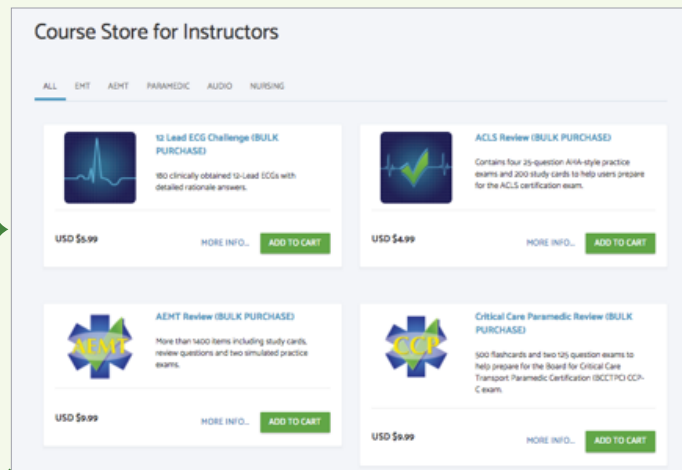 Course Store for Instructors
ALL EMT AEMT PARAMEDIC AUDIO NURSING
12 Lead ECG Challenge (BULK
PURCHASE)
180 clinically obtained 12-Lead ECGs with
detailed rationale answers.
USD $5.99
MORE INFO...
ADD TO CART
ACLS Review (BULK PURCHASE)
Contains four 25-question AHA-style practice
exams and 200 study cards to help users prepare
for the ACLS certification exam.
USD $4.99
MORE INFO...
ADD TO CART
AEMT
AEMT Review (BULK PURCHASE)
More than 1400 items including study cards,
review questions and two simulated practice
exams.
USD $9.99
MORE INFO...
ADD TO CART
CCP
Critical Care Paramedic Review (BULK
PURCHASE)
500 flashcards and two 125 question exams to
help prepare for the Board for Critical Care
Transport Paramedic Certification (BCCTPC) CCP-
C exam.
USD $9.99
MORE INFO...
ADD TO CART